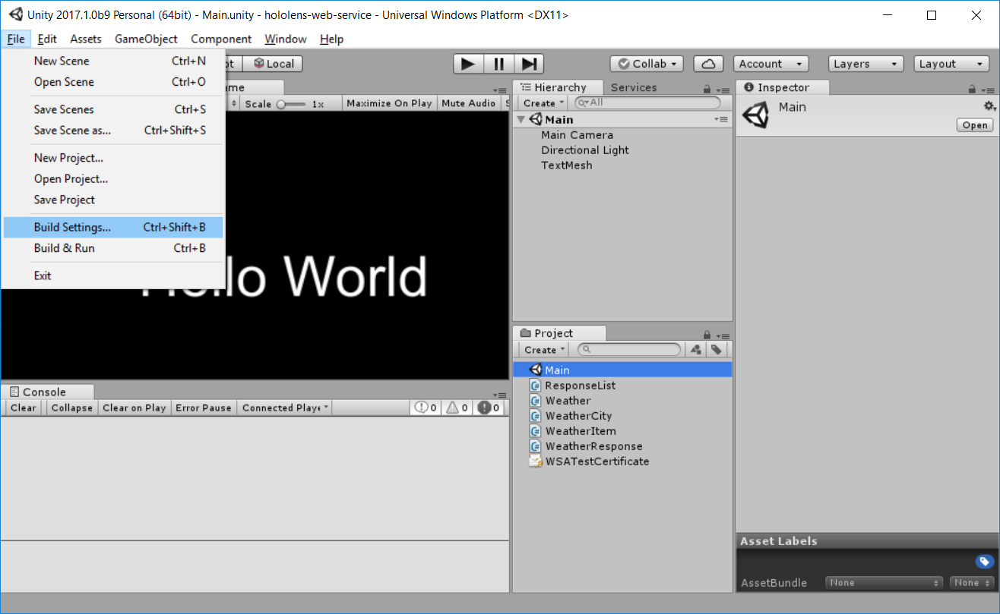 Unity 2017.1.0b9 Personal (64bit) - Main.unity - hololens-web-service - Universal Windows Platform <DX11>
File Edit Assets GameObject Component Window Help
New Scene Ctrl+N
Open Scene Ctrl+O
Save Scenes Ctrl+S
Save Scene as... Ctrl+Shift+S
New Project...
Open Project...
Save Project
Build Settings... Ctrl+Shift+B
Build & Run Ctrl+B
Exit
Local
Collab
Account
Layers
Layout
Scale 1x Maximize On Play Mute Audio
Hello World
Hierarchy Services
Create All
Main
Main Camera
Directional Light
TextMesh
Project
Create
Main
ResponseList
Weather
WeatherCity
WeatherItem
WeatherResponse
WSATestCertificate
Inspector
Main
Open
Console
Clear Collapse Clear on Play Error Pause Connected Playe 0 0 0
Asset Labels
AssetBundle None None